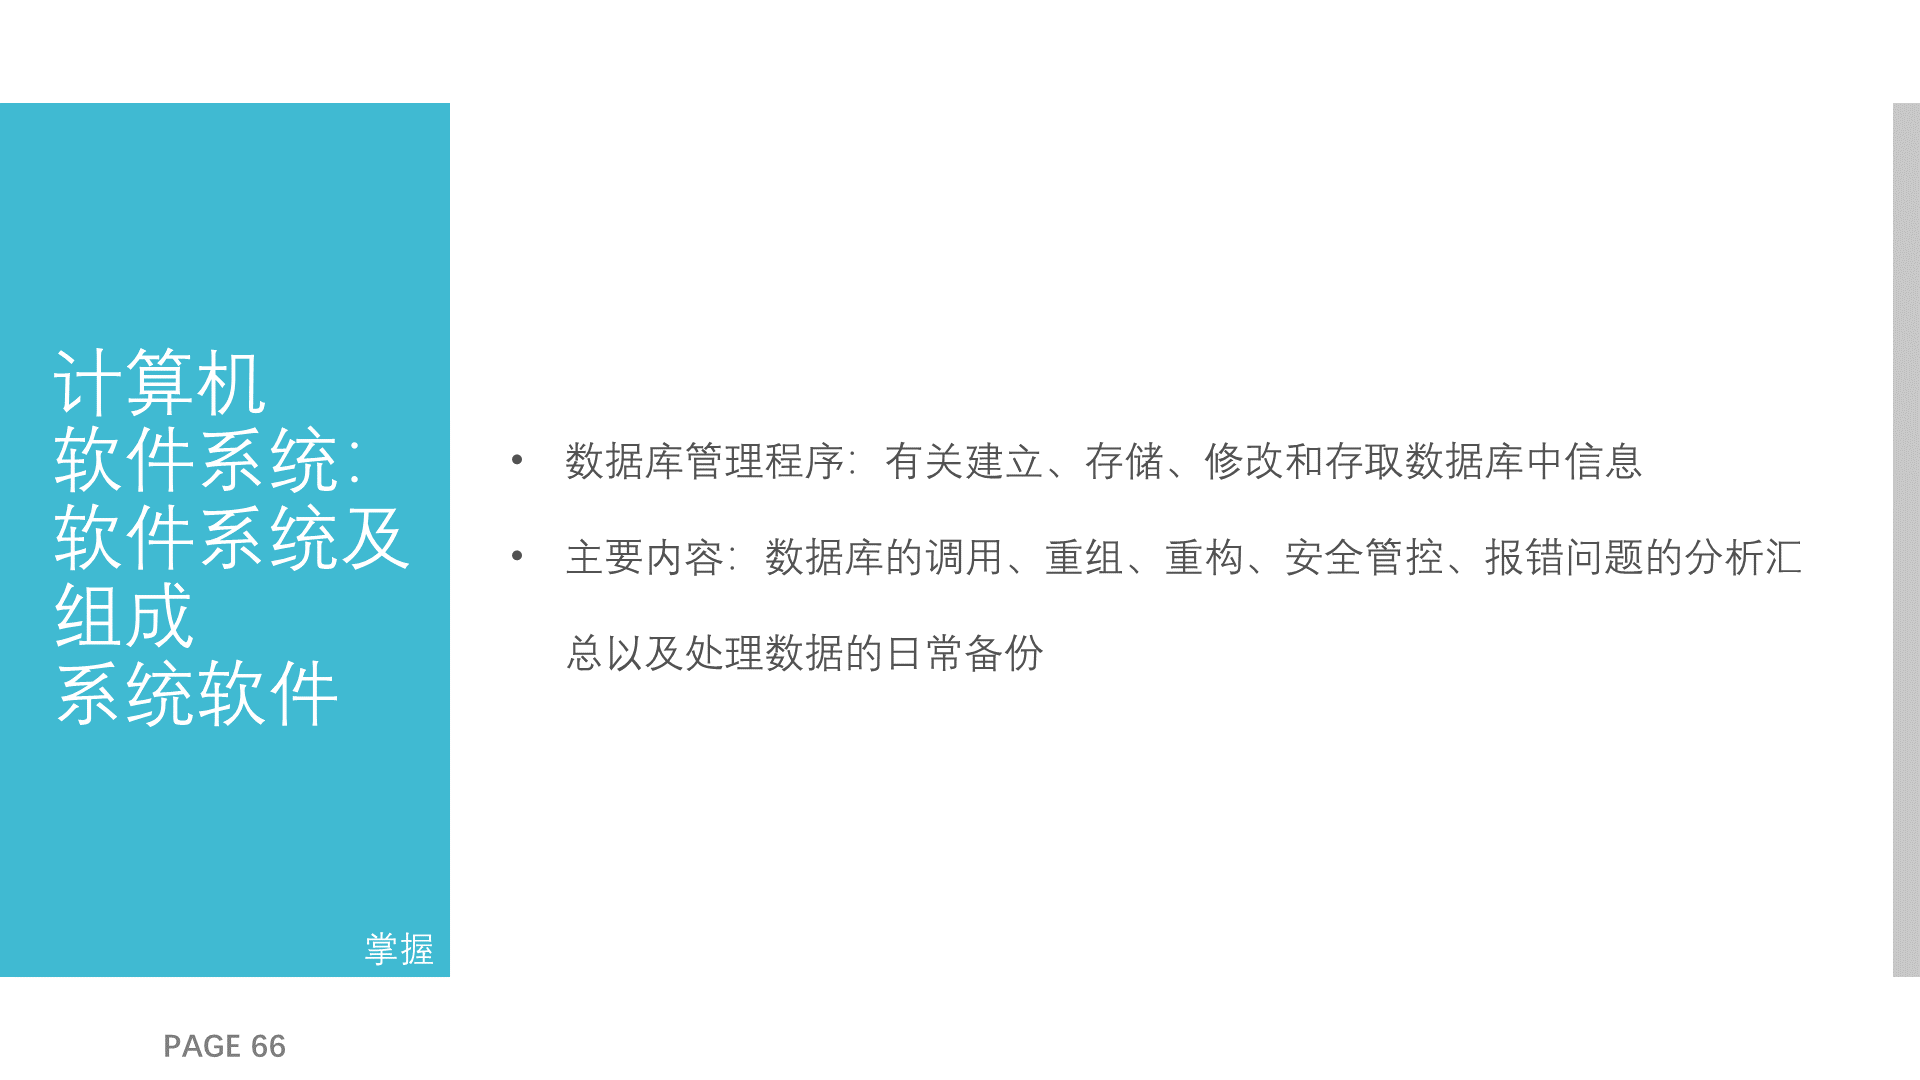 计算机
软件系统：
软件系统及
组成
系统软件
掌握
• 数据库管理程序：有关建立、存储、修改和存取数据库中信息
• 主要内容：数据库的调用、重组、重构、安全管控、报错问题的分析汇
总以及处理数据的日常备份
PAGE 66